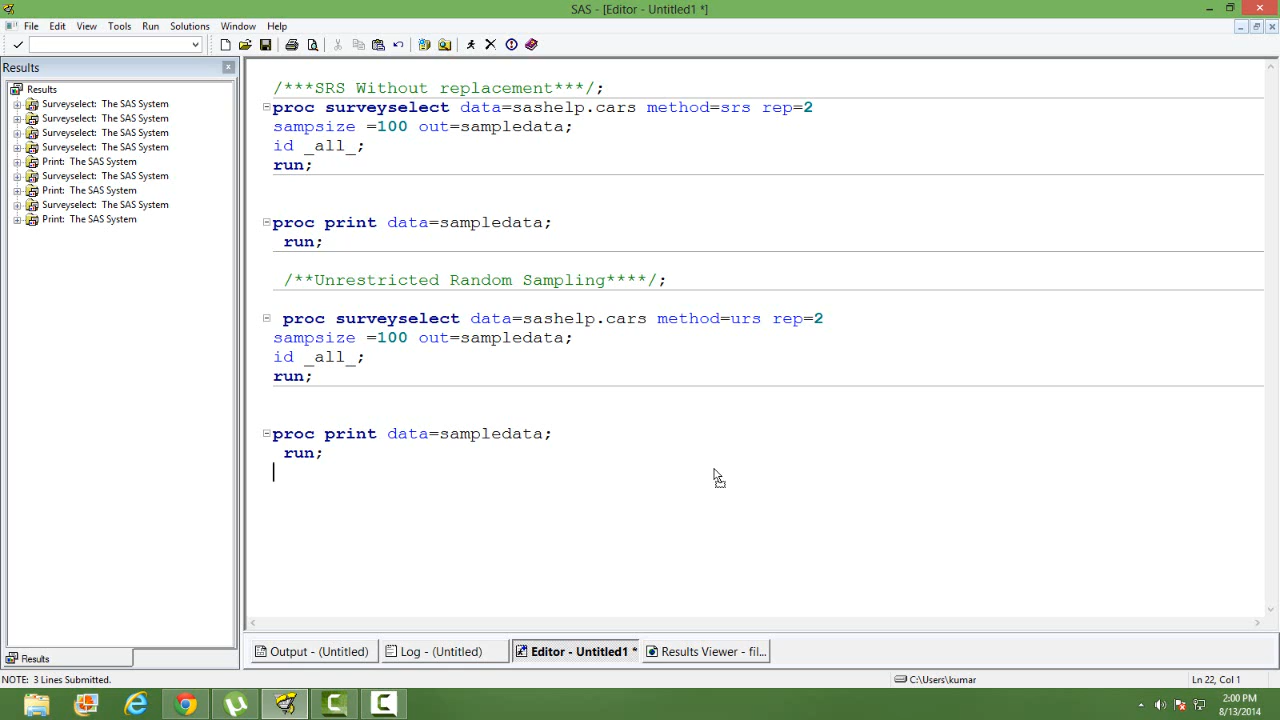 SAS - [Editor - Untitled1 *]
File Edit View Tools Run Solutions Window Help
Results
Results
Surveyselect: The SAS System
Surveyselect: The SAS System
Surveyselect: The SAS System
Surveyselect: The SAS System
Print: The SAS System
Surveyselect: The SAS System
Print: The SAS System
Surveyselect: The SAS System
Print: The SAS System
Results
/***SRS Without replacement***/;
proc surveyselect data=sashelp.cars method=srs rep=2
sampsize =100 out=sampledata;
id _all_;
run;
proc print data=sampledata;
run;
/**Unrestricted Random Sampling****/;
proc surveyselect data=sashelp.cars method=urs rep=2
sampsize =100 out=sampledata;
id _all_;
run;
proc print data=sampledata;
run;
Output - (Untitled) Log - (Untitled) Editor - Untitled1 * Results Viewer - fil...
NOTE: 3 Lines Submitted. C:\Users\kumar Ln 22, Col 1
2:00 PM
8/13/2014